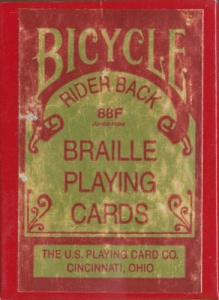 BICYCLE
RIDER BACK
88F
BRAILLE
PLAYING
CARDS
THE U.S. PLAYING CARD CO.
CINCINNATI, OHIO